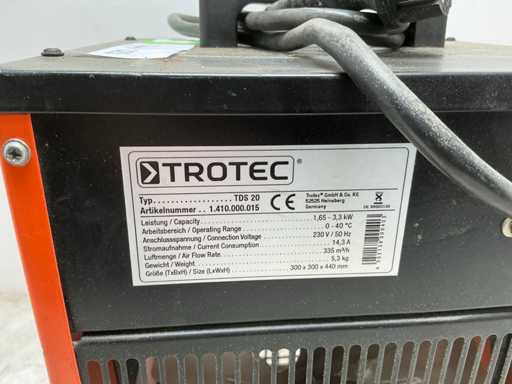 TROTEC®
Typ.................... TDS 20
Artikelnummer . . 1.410.000.015
CE
Trotec® GmbH & Co. KG
52525 Heinsberg
Germany
Leistung / Capacity 1,65 – 3,3 kW
Arbeitsbereich / Operating Range 0 - 40 °C
Anschlussspannung / Connection Voltage 230 V / 50 Hz
Stromaufnahme / Current Consumption 14,3 A
Luftmenge / Air Flow Rate 335 m³/h
Gewicht / Weight 5,3 kg
Größe (TxBxH) / Size (LxWxH) 300 x 300 x 440 mm